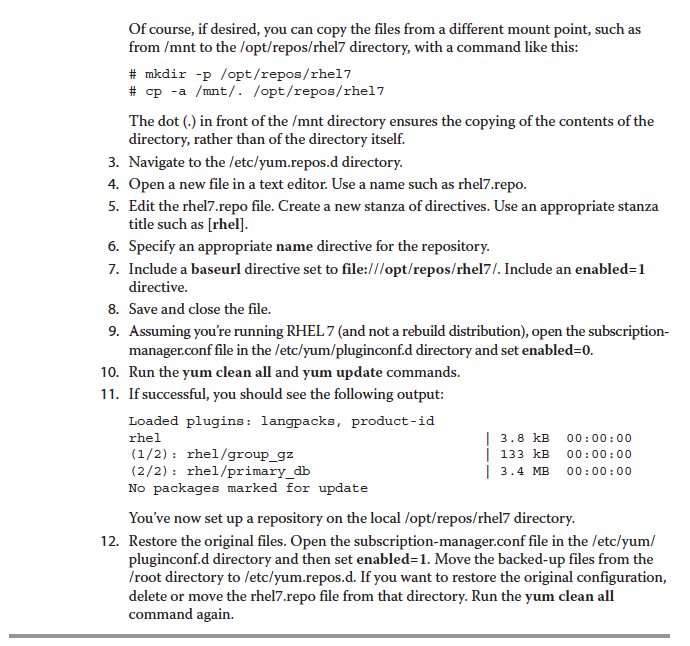 Of course, if desired, you can copy the files from a different mount point, such as
from /mnt to the /opt/repos/rhel7 directory, with a command like this:
# mkdir -p /opt/repos/rhel7
# cp -a /mnt/. /opt/repos/rhel7
The dot (.) in front of the /mnt directory ensures the copying of the contents of the
directory, rather than of the directory itself.
3. Navigate to the /etc/yum.repos.d directory.
4. Open a new file in a text editor. Use a name such as rhel7.repo.
5. Edit the rhel7.repo file. Create a new stanza of directives. Use an appropriate stanza
title such as [rhel].
6. Specify an appropriate name directive for the repository.
7. Include a baseurl directive set to file:///opt/repos/rhel7/. Include an enabled=1
directive.
8. Save and close the file.
9. Assuming you're running RHEL 7 (and not a rebuild distribution), open the subscription-
manager.conf file in the /etc/yum/pluginconf.d directory and set enabled=0.
10. Run the yum clean all and yum update commands.
11. If successful, you should see the following output:
Loaded plugins: langpacks, product-id
rhel | 3.8 kB 00:00:00
(1/2): rhel/group_gz | 133 kB 00:00:00
(2/2): rhel/primary_db | 3.4 MB 00:00:00
No packages marked for update
You've now set up a repository on the local /opt/repos/rhel7 directory.
12. Restore the original files. Open the subscription-manager.conf file in the /etc/yum/
pluginconf.d directory and then set enabled=1. Move the backed-up files from the
/root directory to /etc/yum.repos.d. If you want to restore the original configuration,
delete or move the rhel7.repo file from that directory. Run the yum clean all
command again.